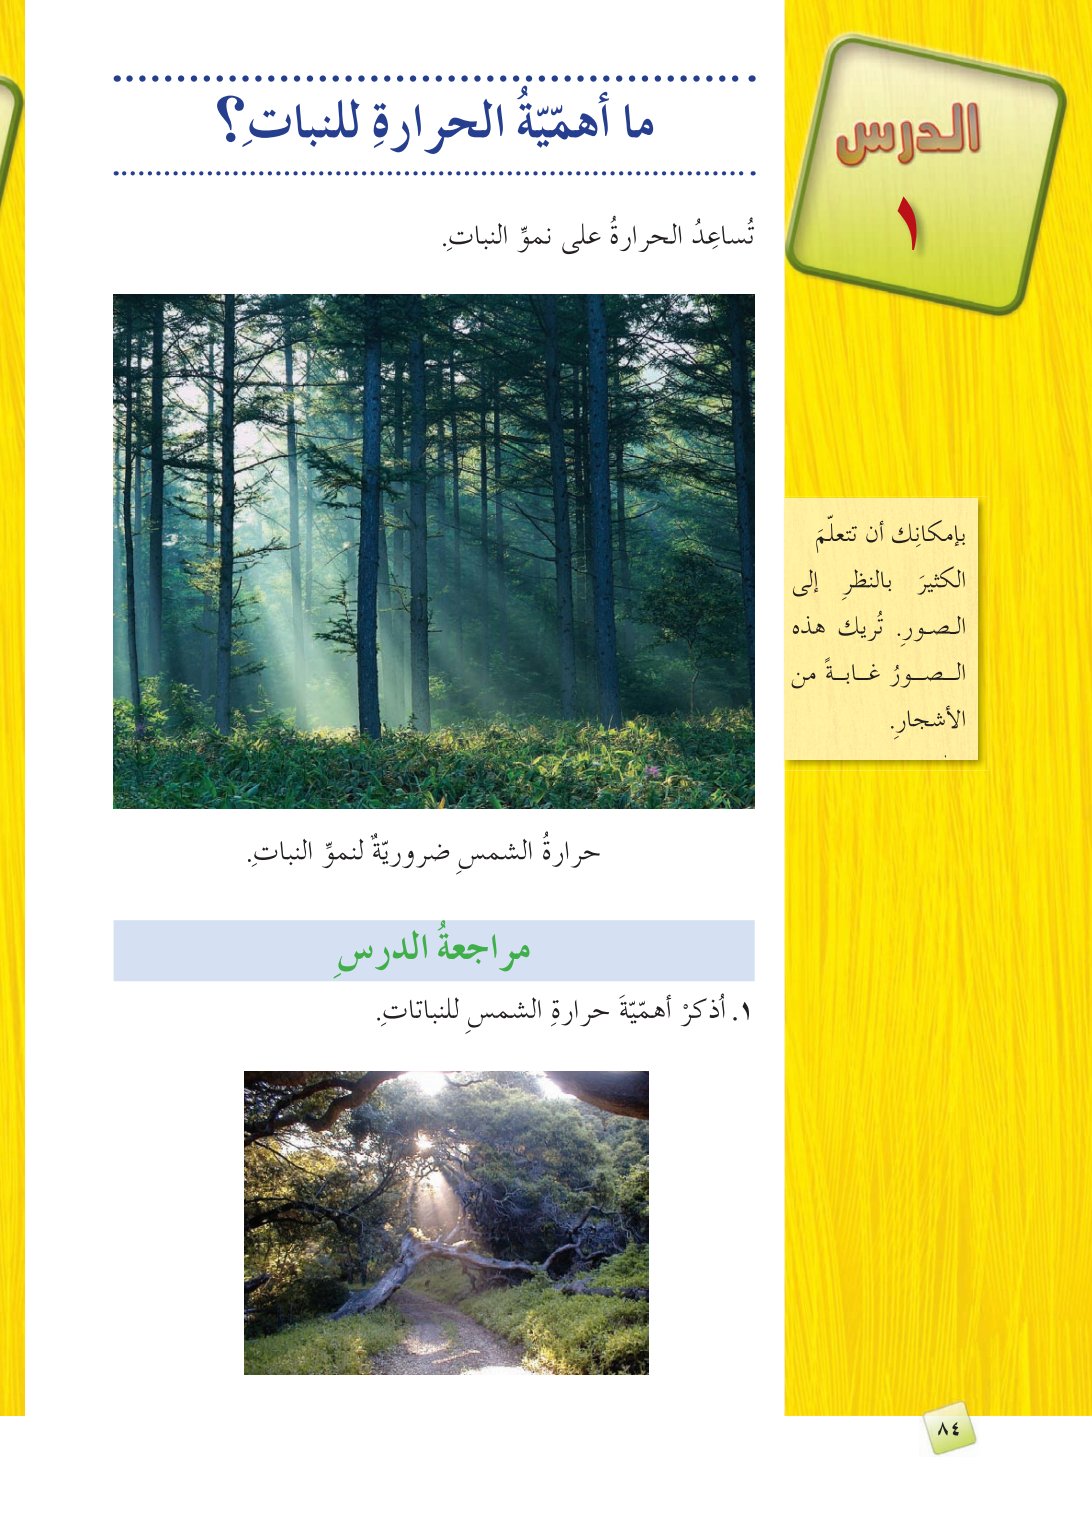 الدرس
١
ما أهمّيّةُ الحرارةِ للنباتِ؟
تُساعِدُ الحرارةُ على نموِّ النباتِ.
بإمكانِك أن تتعلّمَ
الكثيرَ بالنظرِ إلى
الصورِ. تُريك هذه
الصورُ غابةً من
الأشجارِ.
حرارةُ الشمسِ ضروريّةٌ لنموِّ النباتِ.
مراجعةُ الدرسِ
١. اُذكرْ أهمّيّةَ حرارةِ الشمسِ للنباتاتِ.
٨٤